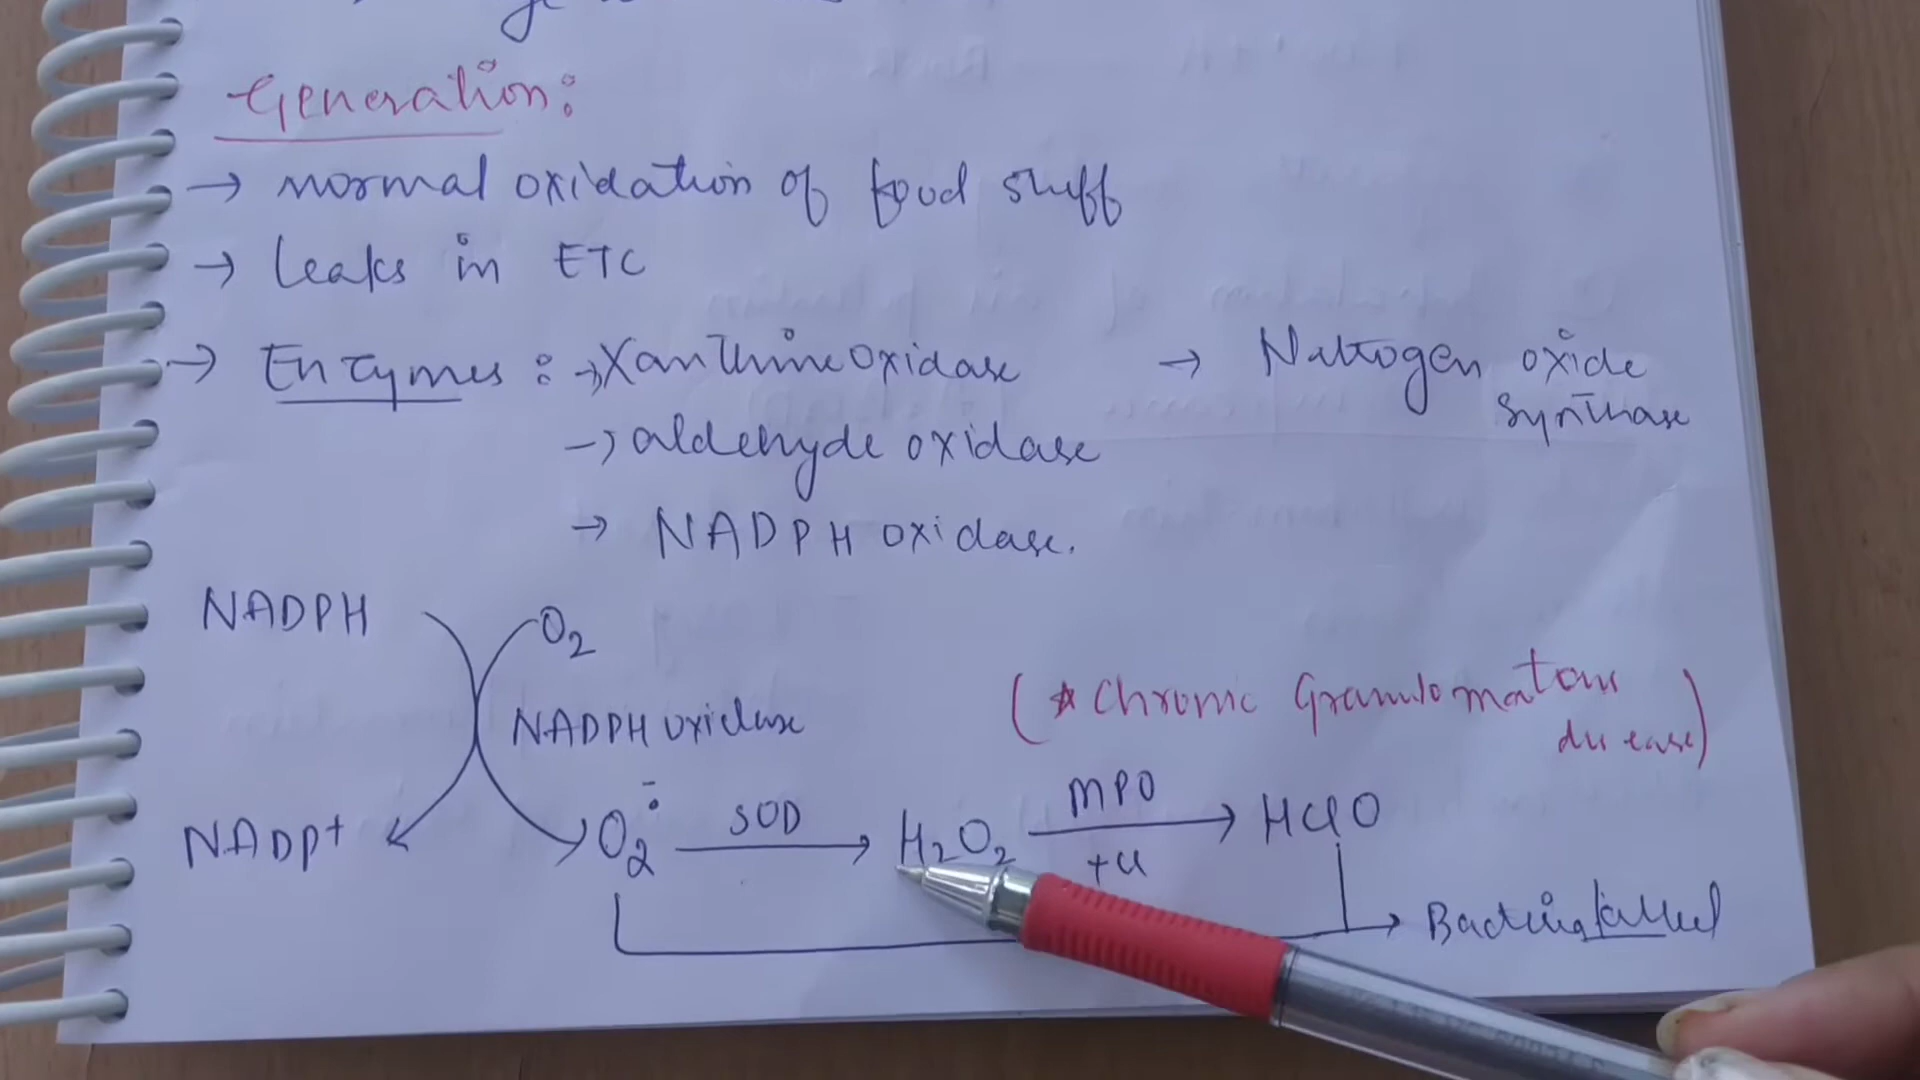 Generation:
→ normal oxidation of food stuff
→ Leaks in ETC
→ Enzymes : → Xanthine oxidase
→ Nitrogen oxide
synthase
→ aldehyde oxidase
→ NADPH oxidase.
NADPH
O2
NADPH oxidase
(* Chronic Granulomatous
disease)
NADP+
O2 -•
SOD →
H2O2
MPO →
+Cl
HClO
→ Bacteria killed